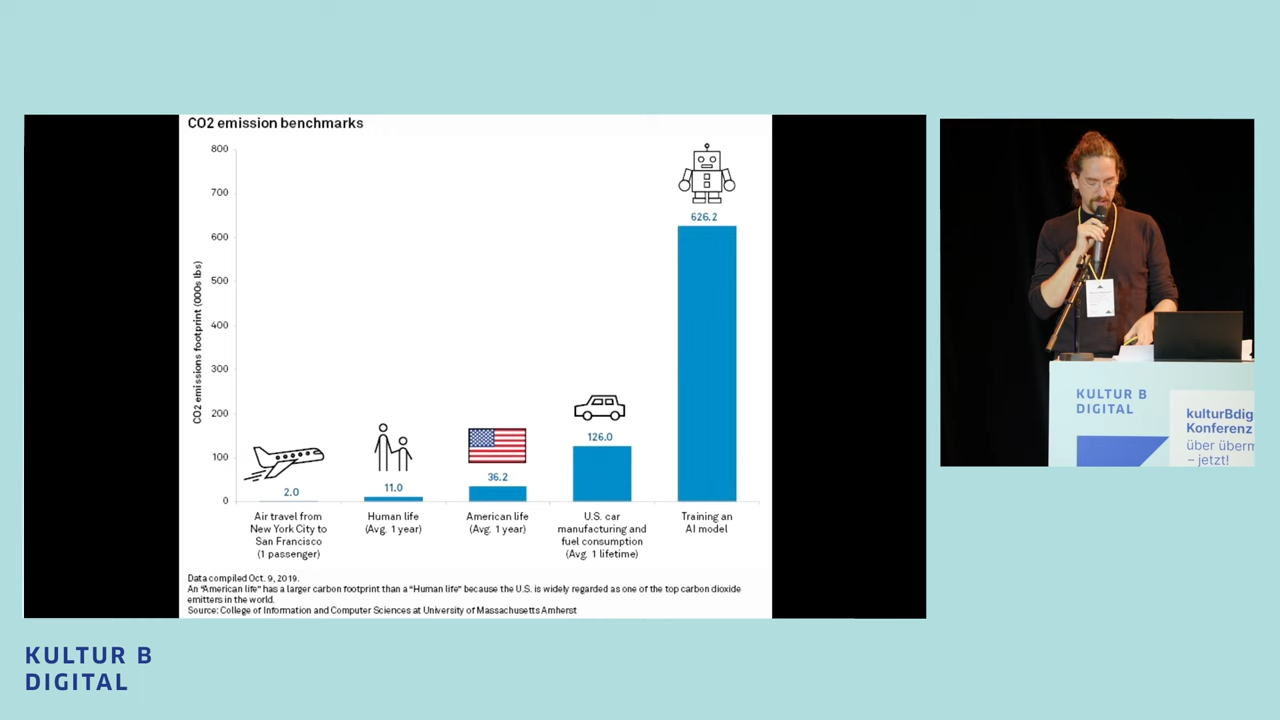 CO2 emission benchmarks
CO2 emissions footprint (000s lbs)
800
700
600
500
400
300
200
100
0
2.0
11.0
36.2
126.0
626.2
Air travel from
New York City to
San Francisco
(1 passenger)
Human life
(Avg. 1 year)
American life
(Avg. 1 year)
U.S. car
manufacturing and
fuel consumption
(Avg. 1 lifetime)
Training an
AI model
Data compiled Oct. 9, 2019.
An "American life" has a larger carbon footprint than a "Human life" because the U.S. is widely regarded as one of the top carbon dioxide
emitters in the world.
Source: College of Information and Computer Sciences at University of Massachusetts Amherst
KULTUR B
DIGITAL
kulturBdig
Konferenz
über überm
– jetzt!
KULTUR B
DIGITAL